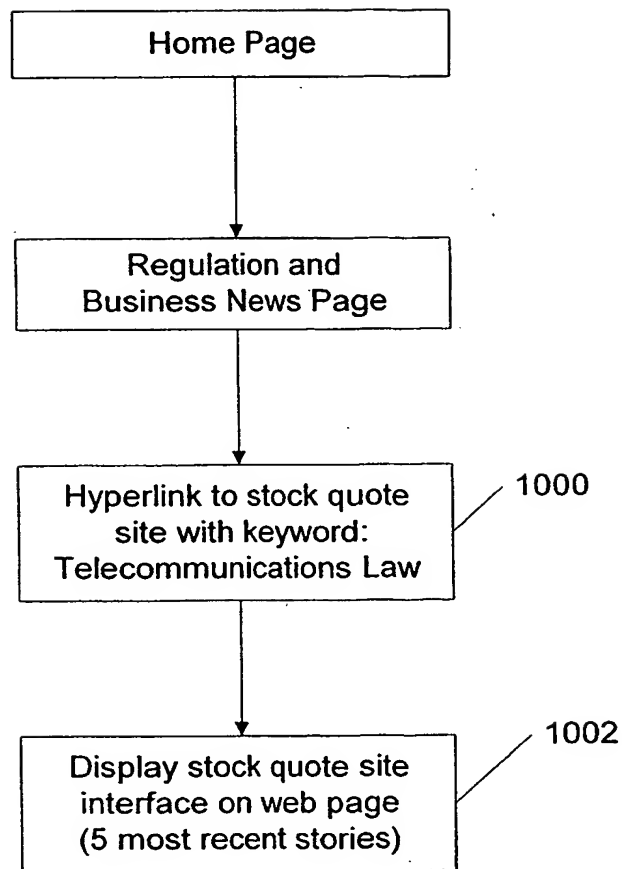 Home Page
Regulation and
Business News Page
Hyperlink to stock quote
site with keyword:
Telecommunications Law
1000
Display stock quote site
interface on web page
(5 most recent stories)
1002